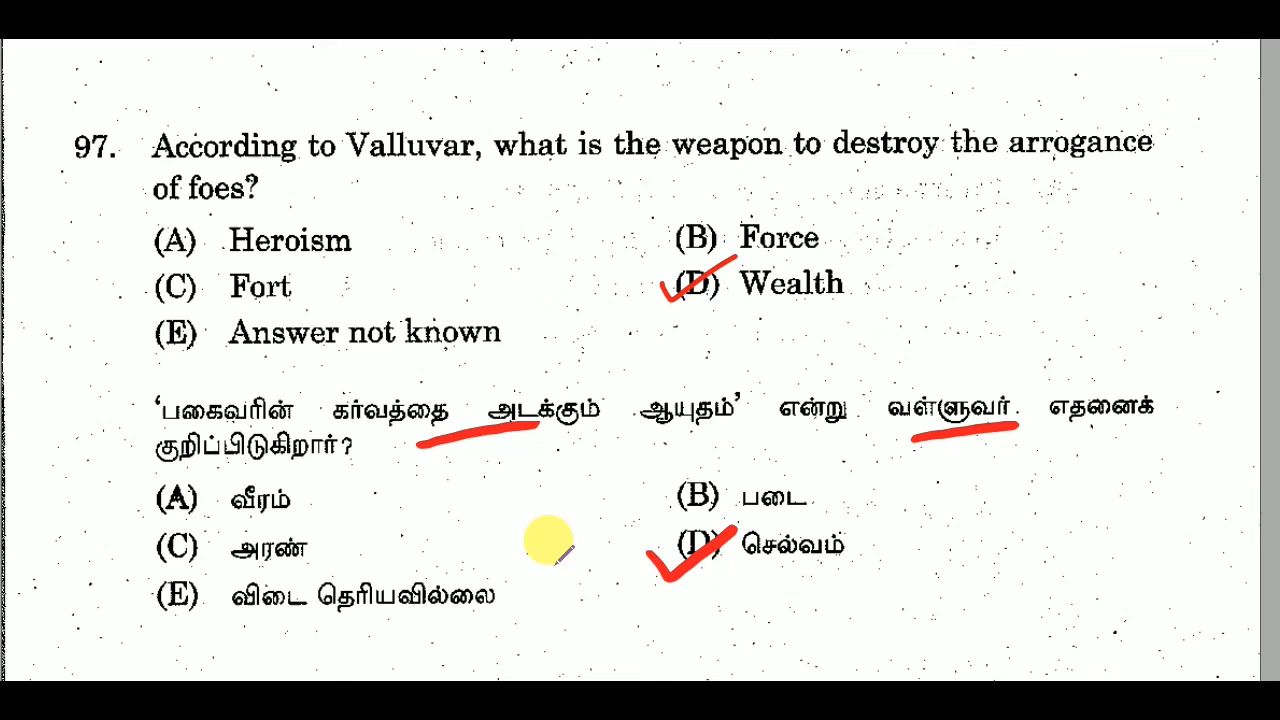 97. According to Valluvar, what is the weapon to destroy the arrogance
of foes?
(A) Heroism (B) Force
(C) Fort (D) Wealth
(E) Answer not known
'பகைவரின் கர்வத்தை அடக்கும் ஆயுதம்' என்று வள்ளுவர் எதனைக்
குறிப்பிடுகிறார்?
(A) வீரம் (B) படை
(C) அரண் (D) செல்வம்
(E) விடை தெரியவில்லை